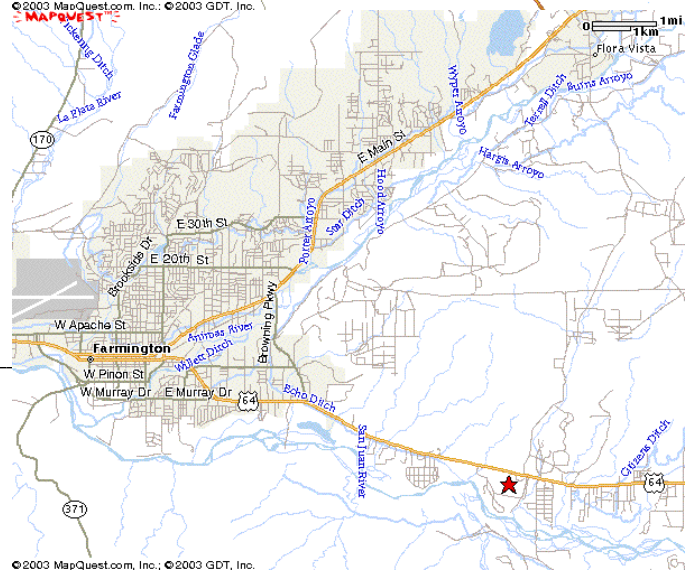 ©2003 MapQuest.com, Inc.; ©2003 GDT, Inc.
MAPQUEST
0 1mi
1km
Pickering Ditch
Flora Vista
Farmington Glade
Wyper Arroyo
Terrell Ditch
Burns Arroyo
La Plata River
170
E Main St
Hargis Arroyo
Hood Arroyo
Star Ditch
Porter Arroyo
E 30th St
Brookside Dr
E 20th St
Browning Pkwy
W Apache St
Animas River
Farmington
Willett Ditch
W Pinon St
W Murray Dr
E Murray Dr
64
Echo Ditch
San Juan River
Citizens Ditch
64
371
©2003 MapQuest.com, Inc.; ©2003 GDT, Inc.